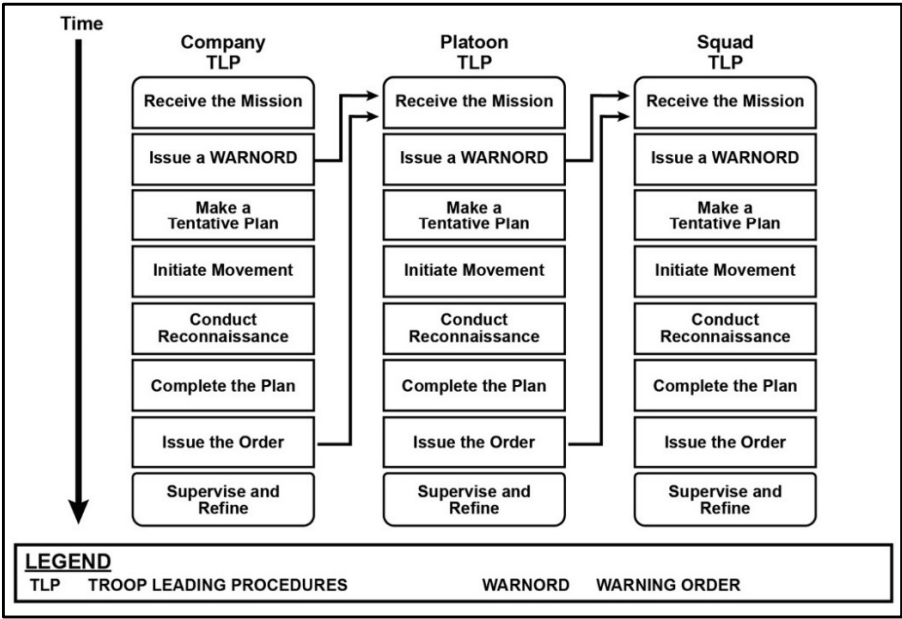 Time
Company
TLP
Platoon
TLP
Squad
TLP
Receive the Mission
Receive the Mission
Receive the Mission
Issue a WARNORD
Issue a WARNORD
Issue a WARNORD
Make a
Tentative Plan
Make a
Tentative Plan
Make a
Tentative Plan
Initiate Movement
Initiate Movement
Initiate Movement
Conduct
Reconnaissance
Conduct
Reconnaissance
Conduct
Reconnaissance
Complete the Plan
Complete the Plan
Complete the Plan
Issue the Order
Issue the Order
Issue the Order
Supervise and
Refine
Supervise and
Refine
Supervise and
Refine
LEGEND
TLP TROOP LEADING PROCEDURES WARNORD WARNING ORDER